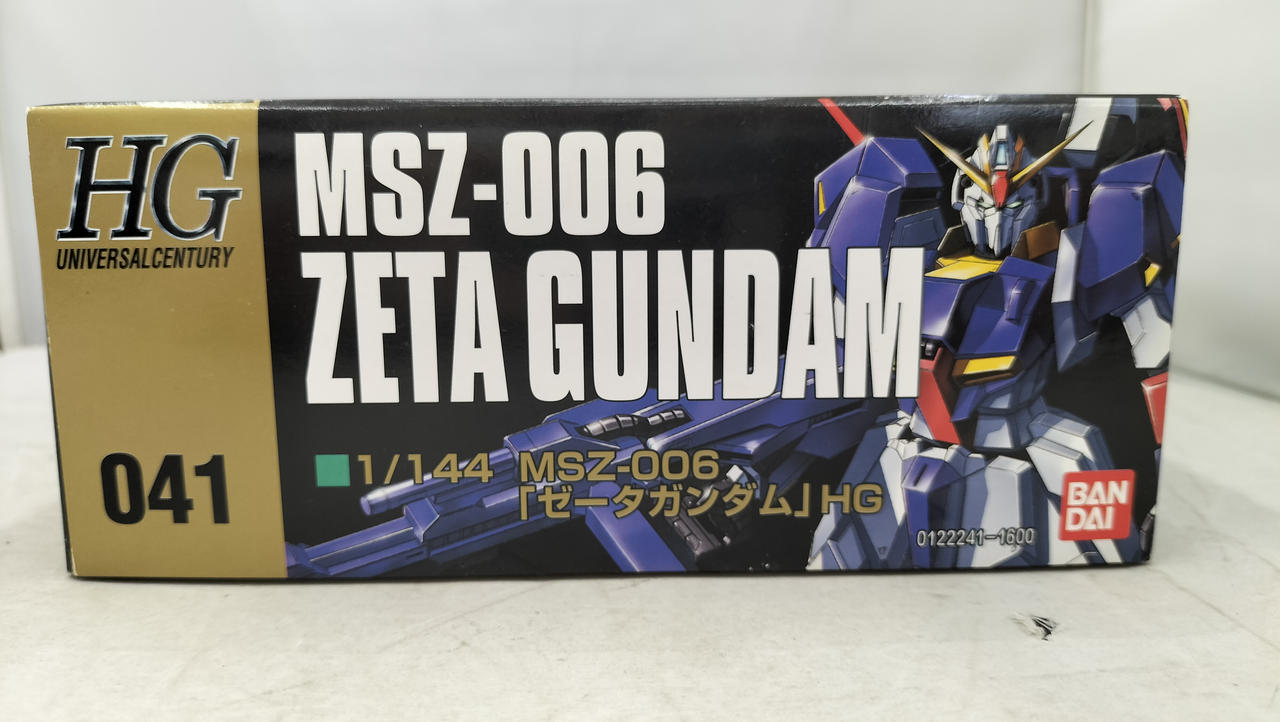 HG
UNIVERSALCENTURY
041
MSZ-006
ZETA GUNDAM
1/144 MSZ-006
「ゼータガンダム」HG
0122241-1600
BAN
DAI